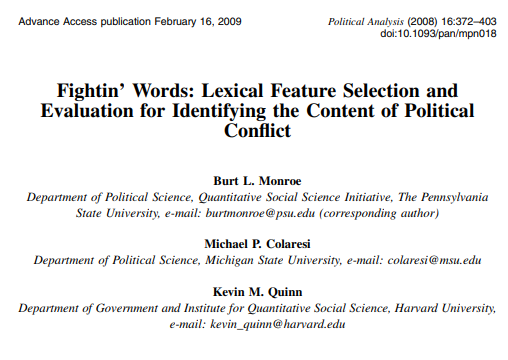 Advance Access publication February 16, 2009
Political Analysis (2008) 16:372–403
doi:10.1093/pan/mpn018
Fightin' Words: Lexical Feature Selection and
Evaluation for Identifying the Content of Political
Conflict
Burt L. Monroe
Department of Political Science, Quantitative Social Science Initiative, The Pennsylvania
State University, e-mail: burtmonroe@psu.edu (corresponding author)
Michael P. Colaresi
Department of Political Science, Michigan State University, e-mail: colaresi@msu.edu
Kevin M. Quinn
Department of Government and Institute for Quantitative Social Science, Harvard University,
e-mail: kevin_quinn@harvard.edu